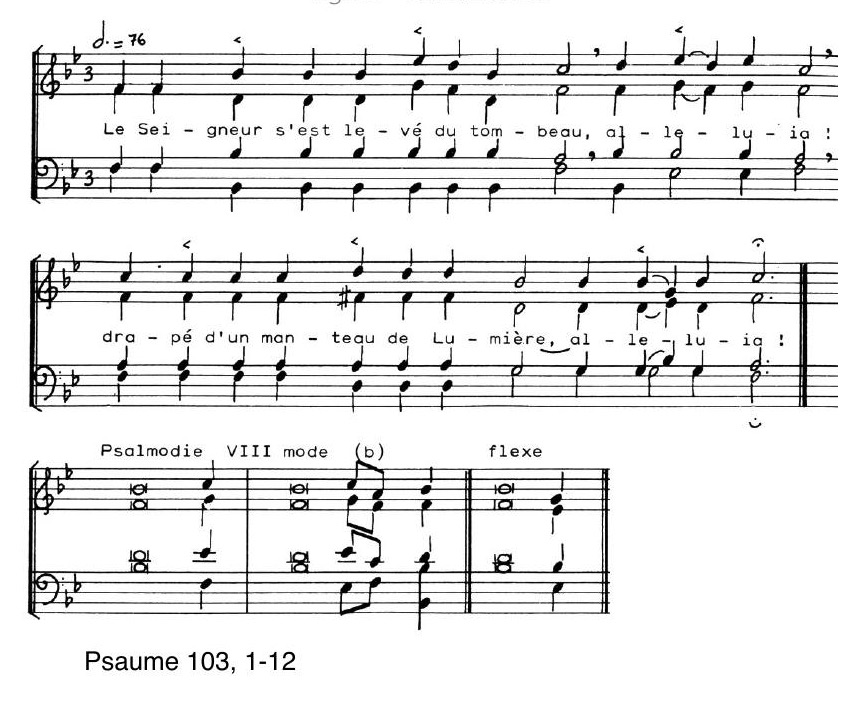 ♩. = 76
Le Sei - gneur s'est le - vé du tom - beau, al - le - lu - ia !
dra - pé d'un man - teau de Lu - mière, al - le - lu - ia !
Psalmodie VIII mode (b) flexe
Psaume 103, 1-12